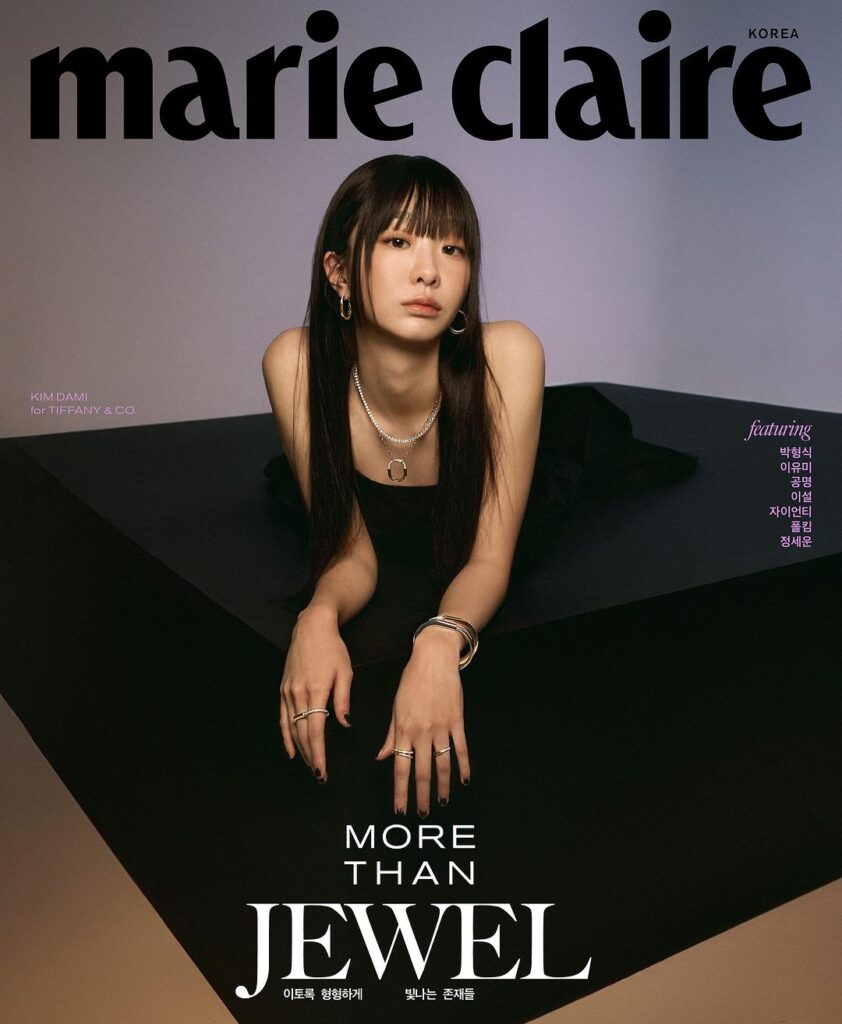 marie claire
KOREA
KIM DAMI
for TIFFANY & CO.
featuring
박형식
이유미
공명
이설
자이언티
폴킴
정세운
MORE
THAN
JEWEL
이토록 형형하게 빛나는 존재들